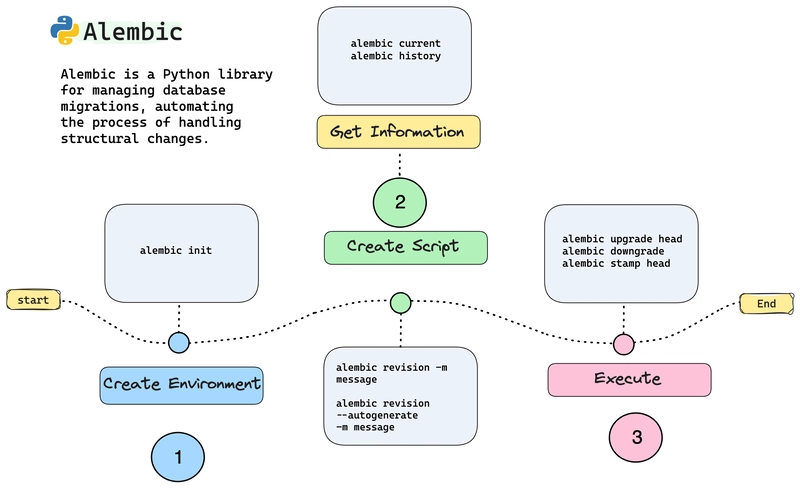 Alembic
Alembic is a Python library
for managing database
migrations, automating
the process of handling
structural changes.
alembic current
alembic history
Get Information
2
Create Script
alembic init
alembic upgrade head
alembic downgrade
alembic stamp head
start
End
Create Environment
1
alembic revision -m
message
alembic revision
--autogenerate
-m message
Execute
3